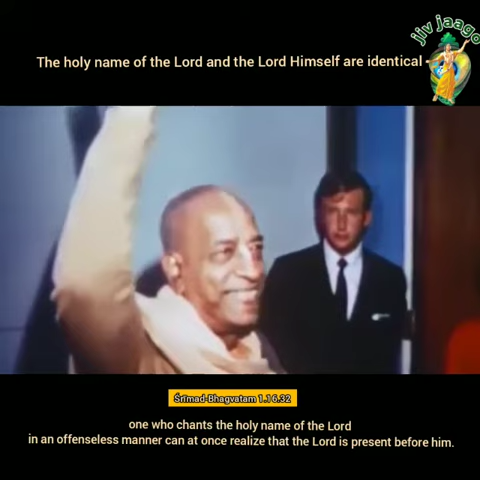 jiv jaago
The holy name of the Lord and the Lord Himself are identical -
Śrīmad-Bhagvatam 1.16.32
one who chants the holy name of the Lord
in an offenseless manner can at once realize that the Lord is present before him.